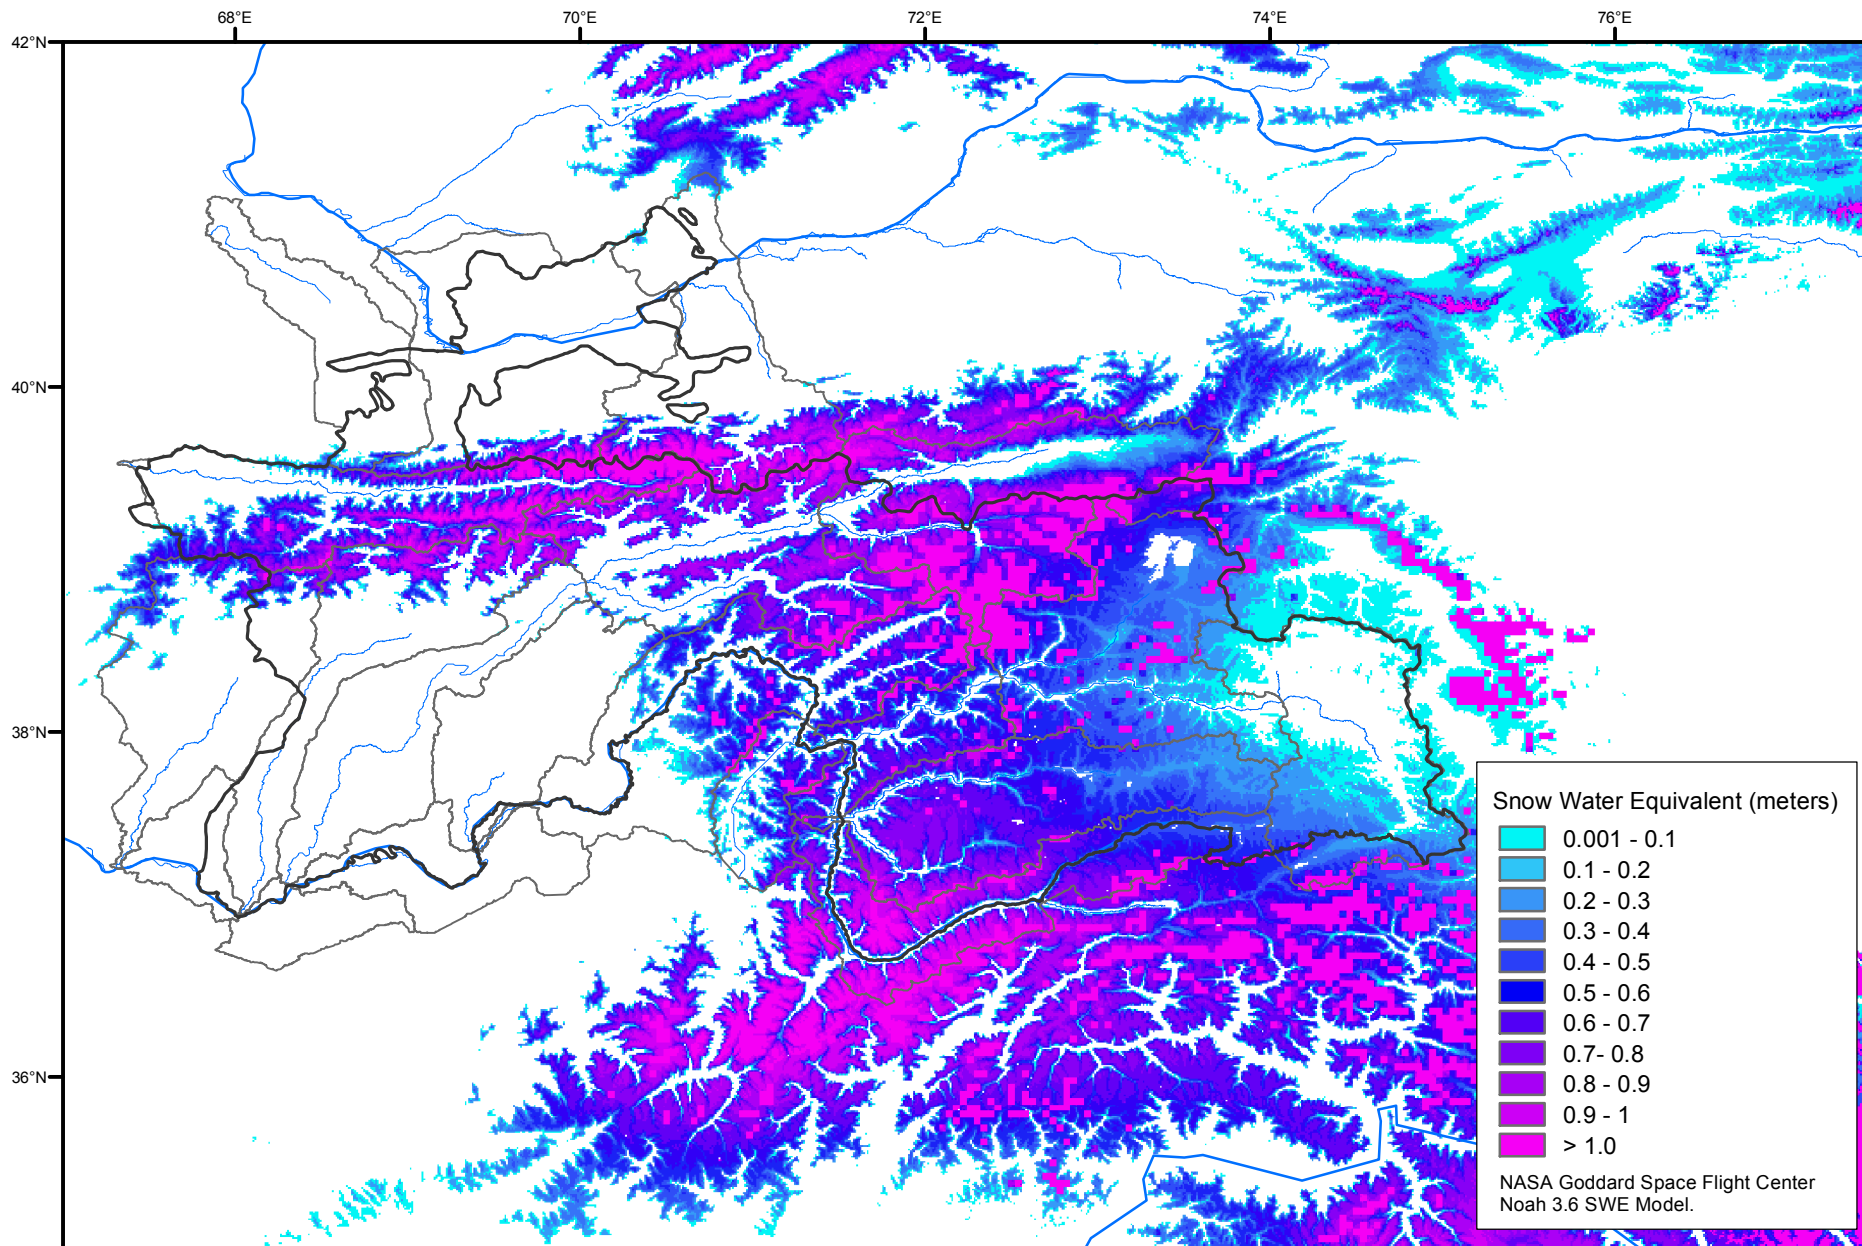 68°E 70°E 72°E 74°E 76°E
42°N
40°N
38°N
36°N
Snow Water Equivalent (meters)
0.001 - 0.1
0.1 - 0.2
0.2 - 0.3
0.3 - 0.4
0.4 - 0.5
0.5 - 0.6
0.6 - 0.7
0.7- 0.8
0.8 - 0.9
0.9 - 1
> 1.0
NASA Goddard Space Flight Center
Noah 3.6 SWE Model.